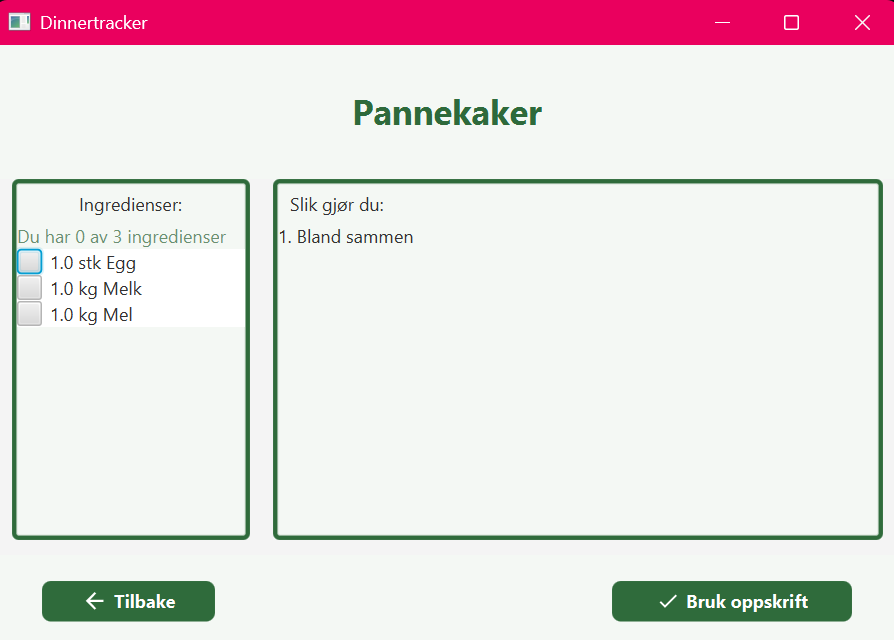 Dinnertracker
Pannekaker
Ingredienser:
Du har 0 av 3 ingredienser
1.0 stk Egg
1.0 kg Melk
1.0 kg Mel
Slik gjør du:
1. Bland sammen
Tilbake
Bruk oppskrift